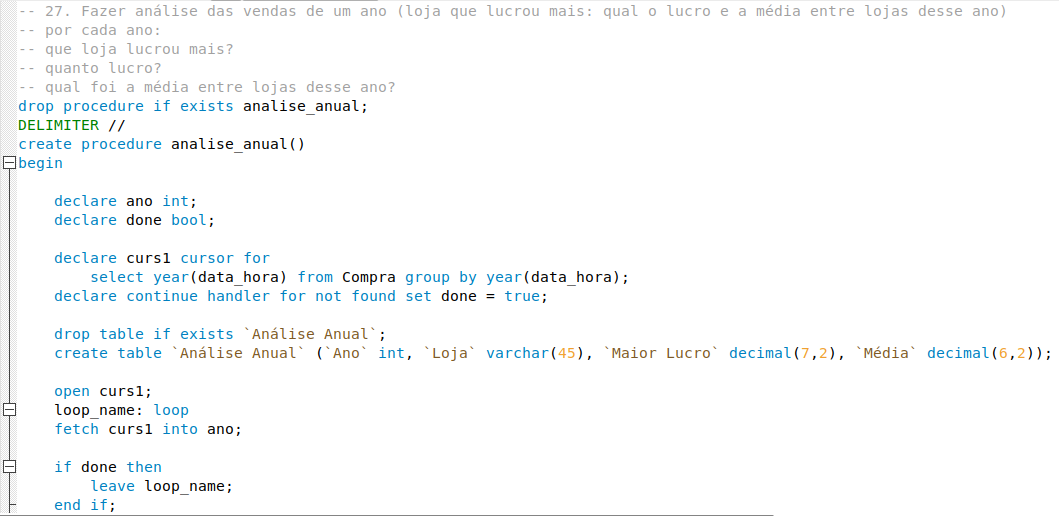 -- 27. Fazer análise das vendas de um ano (loja que lucrou mais: qual o lucro e a média entre lojas desse ano)
-- por cada ano:
-- que loja lucrou mais?
-- quanto lucro?
-- qual foi a média entre lojas desse ano?
drop procedure if exists analise_anual;
DELIMITER //
create procedure analise_anual()
begin
declare ano int;
declare done bool;
declare curs1 cursor for
select year(data_hora) from Compra group by year(data_hora);
declare continue handler for not found set done = true;
drop table if exists `Análise Anual`;
create table `Análise Anual` (`Ano` int, `Loja` varchar(45), `Maior Lucro` decimal(7,2), `Média` decimal(6,2));
open curs1;
loop_name: loop
fetch curs1 into ano;
if done then
leave loop_name;
end if;